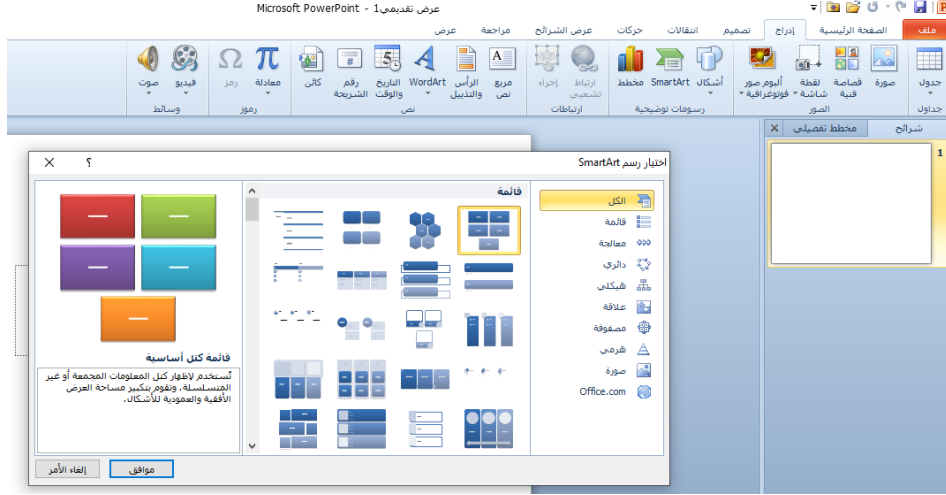 عرض تقديمي1 - Microsoft PowerPoint
ملف
الصفحة الرئيسية
إدراج
تصميم
انتقالات
حركات
عرض الشرائح
مراجعة
عرض
جدول
صورة
قصاصة فنية
لقطة شاشة
ألبوم صور فوتوغرافية
أشكال
SmartArt
مخطط
ارتباط تشعبي
إجراء
مربع نص
الرأس والتذييل
WordArt
التاريخ والوقت
رقم الشريحة
كائن
معادلة
رمز
فيديو
صوت
جداول
الصور
رسومات توضيحية
ارتباطات
نص
رموز
وسائط
شرائح
مخطط تفصيلي
1
اختيار رسم SmartArt
؟
الكل
قائمة
معالجة
دائري
هيكلي
علاقة
مصفوفة
هرمي
صورة
Office.com
قائمة
قائمة كتل أساسية
تُستخدم لإظهار كتل المعلومات المجمعة أو غير
المتسلسلة، وتقوم بتكبير مساحة العرض
الأفقية والعمودية للأشكال.
موافق
إلغاء الأمر